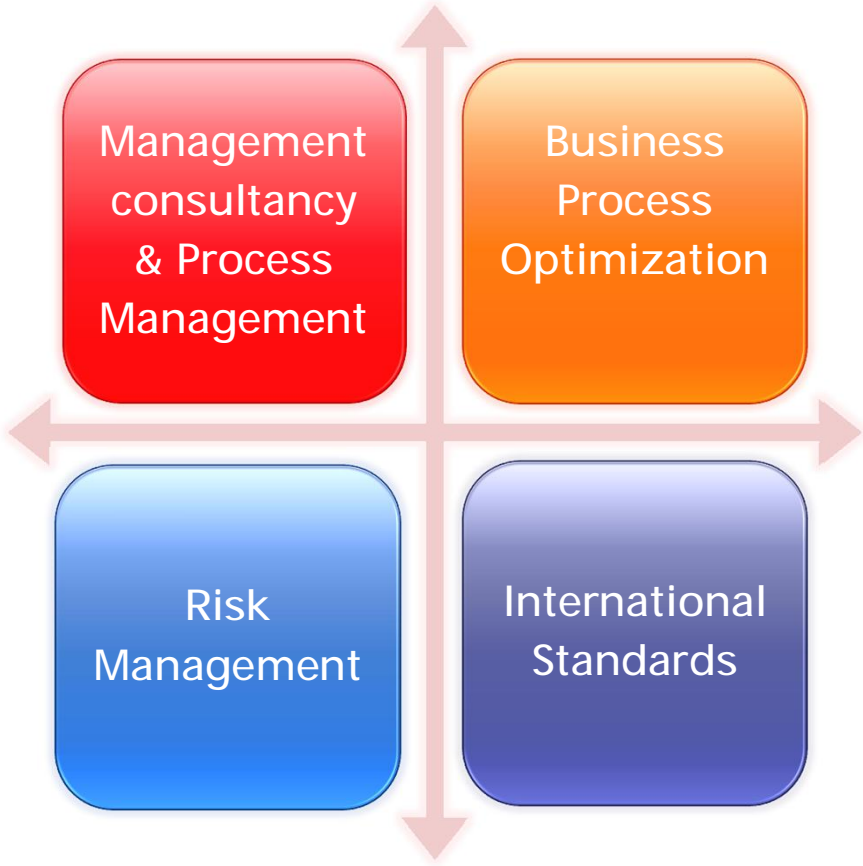 Management
consultancy
& Process
Management
Business
Process
Optimization
Risk
Management
International
Standards